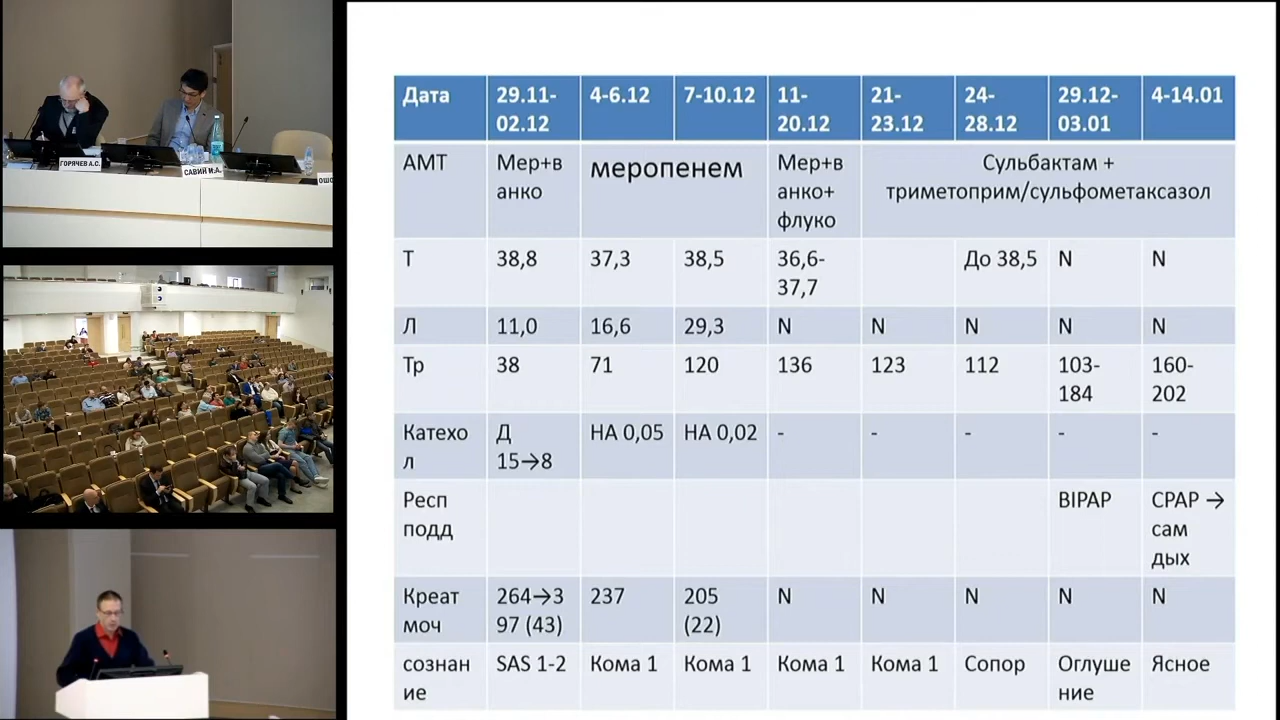 ГОРЯЧЕВ А.С.
САВИН И.А.
Дата
29.11-
02.12
4-6.12
7-10.12
11-
20.12
21-
23.12
24-
28.12
29.12-
03.01
4-14.01
АМТ
Мер+в
анко
меропенем
Мер+в
анко+
флуко
Сульбактам +
триметоприм/сульфометаксазол
Т
38,8
37,3
38,5
36,6-
37,7
До 38,5
N
N
Л
11,0
16,6
29,3
N
N
N
N
N
Тр
38
71
120
136
123
112
103-
184
160-
202
Катехо
л
Д
15→8
НА 0,05
НА 0,02
-
-
-
-
-
Респ
подд
BIPAP
CPAP →
сам
дых
Креат
моч
264→3
97 (43)
237
205
(22)
N
N
N
N
N
сознан
ие
SAS 1-2
Кома 1
Кома 1
Кома 1
Кома 1
Сопор
Оглуше
ние
Ясное